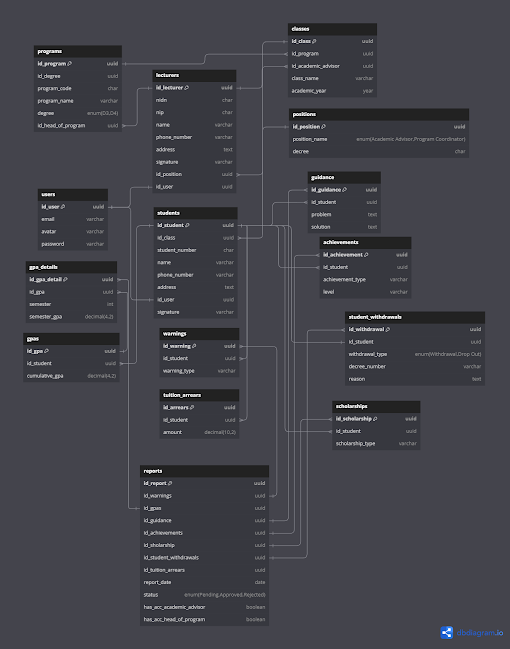 programs
id_program uuid
id_degree uuid
program_code char
program_name varchar
degree enum(D3,D4)
id_head_of_program uuid
lecturers
id_lecturer uuid
nidn char
nip char
name varchar
phone_number varchar
address text
signature varchar
id_position uuid
id_user uuid
classes
id_class uuid
id_program uuid
id_academic_advisor uuid
class_name varchar
academic_year year
positions
id_position uuid
position_name enum(Academic Advisor,Program Coordinator)
decree char
users
id_user uuid
email varchar
avatar varchar
password varchar
students
id_student uuid
id_class uuid
student_number char
name varchar
phone_number varchar
address text
id_user uuid
signature varchar
guidance
id_guidance uuid
id_student uuid
problem text
solution text
achievements
id_achievement uuid
id_student uuid
achievement_type varchar
level varchar
gpa_details
id_gpa_detail uuid
id_gpa uuid
semester int
semester_gpa decimal(4,2)
gpas
id_gpa uuid
id_student uuid
cumulative_gpa decimal(4,2)
warnings
id_warning uuid
id_student uuid
warning_type varchar
student_withdrawals
id_withdrawal uuid
id_student uuid
withdrawal_type enum(Withdrawal,Drop Out)
decree_number varchar
reason text
tuition_arrears
id_arrears uuid
id_student uuid
amount decimal(10,2)
scholarships
id_scholarship uuid
id_student uuid
scholarship_type varchar
reports
id_report uuid
id_warnings uuid
id_gpas uuid
id_guidance uuid
id_achievements uuid
id_sholarship uuid
id_student_withdrawals uuid
id_tuition_arrears uuid
report_date date
status enum(Pending,Approved,Rejected)
has_acc_academic_advisor boolean
has_acc_head_of_program boolean
dbdiagram.io